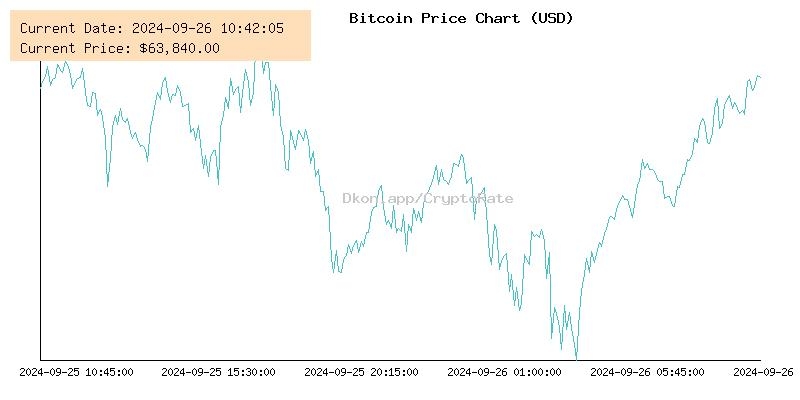 Bitcoin Price Chart (USD)
Current Date: 2024-09-26 10:42:05
Current Price: $63,840.00
Dkon.app/CryptoRate
2024-09-25 10:45:00 2024-09-25 15:30:00 2024-09-25 20:15:00 2024-09-26 01:00:00 2024-09-26 05:45:00 2024-09-26